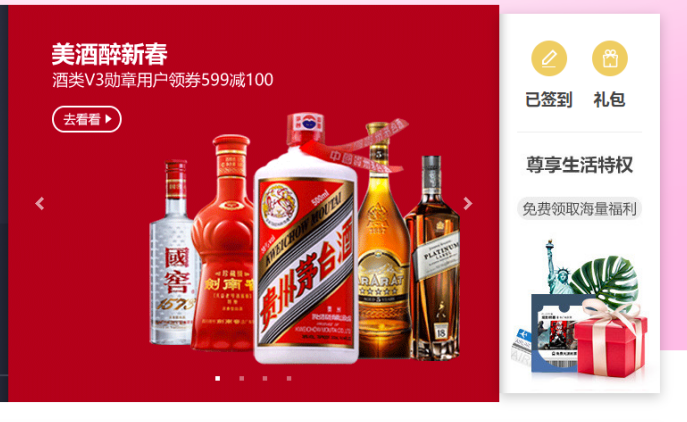 美酒醉新春
酒类V3勋章用户领券599减100
去看看
國
窖
1573
珍藏级
劍南春
500ml
KWEICHOW MOUTAI
贵州茅台酒
ARARAT
5
PLATINUM
LABEL
18
已签到
礼包
尊享生活特权
免费领取海量福利